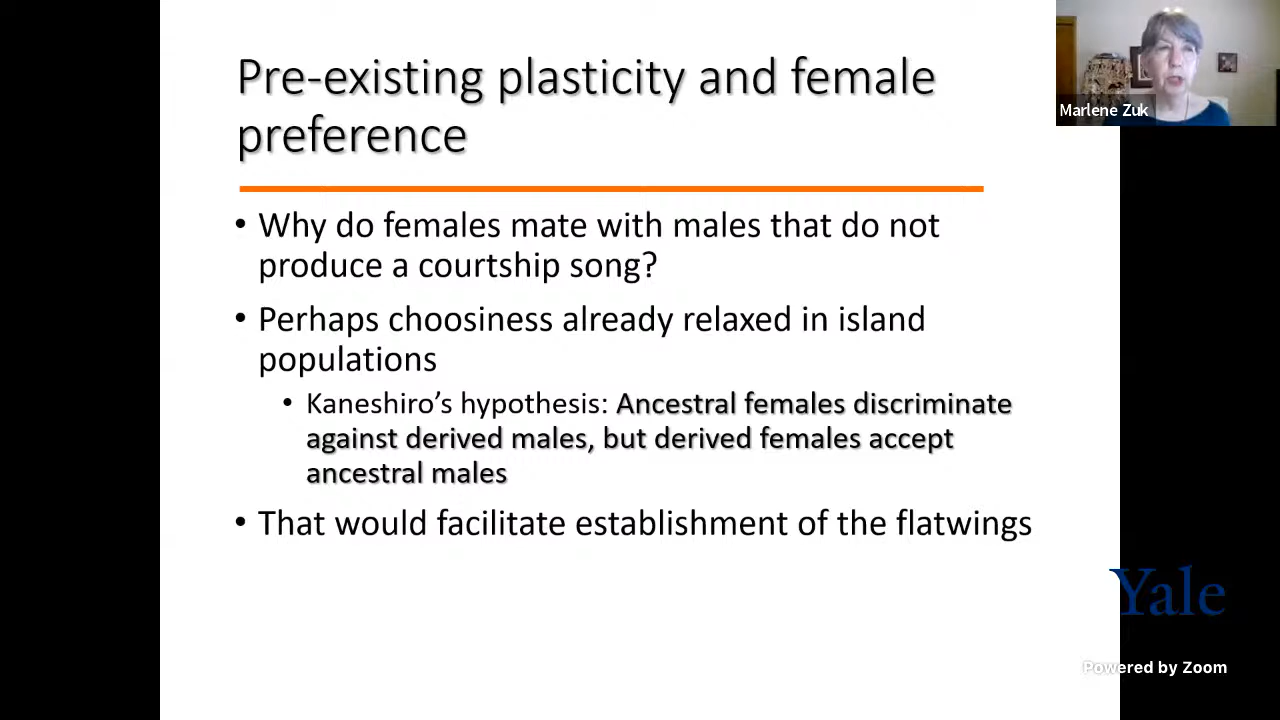 Pre-existing plasticity and female
preference
• Why do females mate with males that do not
produce a courtship song?
• Perhaps choosiness already relaxed in island
populations
• Kaneshiro's hypothesis: Ancestral females discriminate
against derived males, but derived females accept
ancestral males
• That would facilitate establishment of the flatwings
Marlene Zuk
Yale
Powered by Zoom